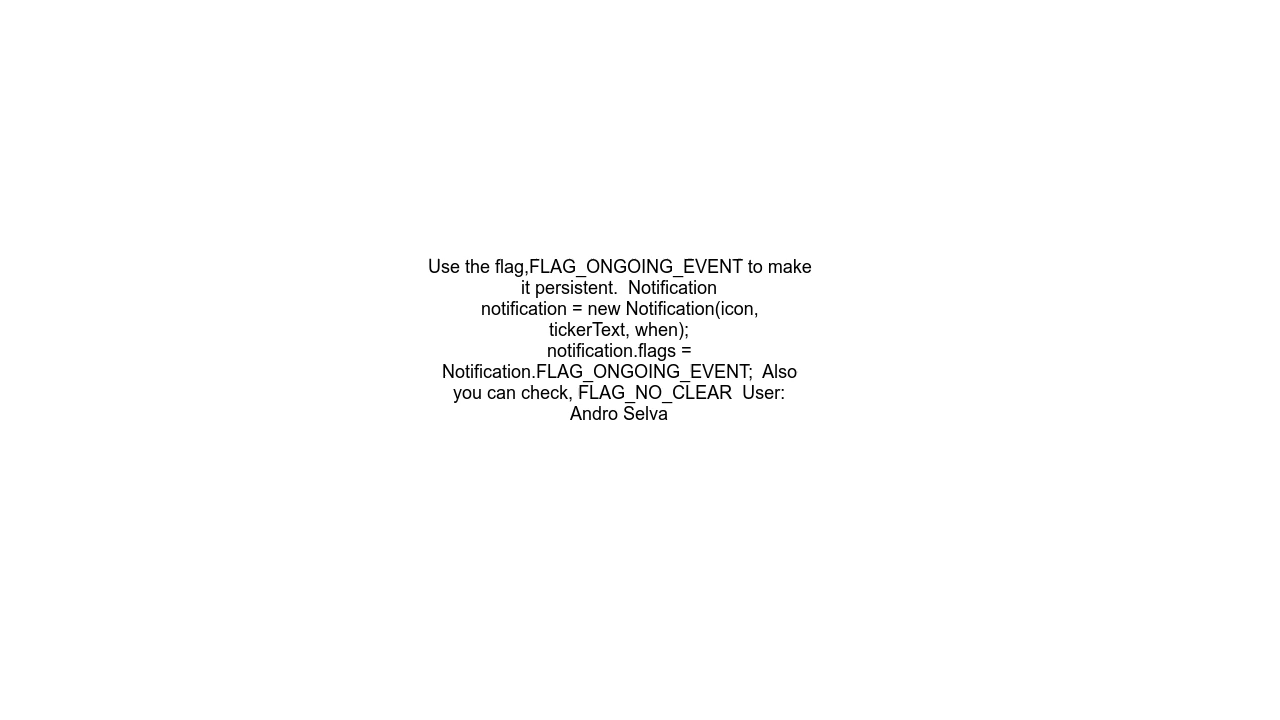 Use the flag,FLAG_ONGOING_EVENT to make
it persistent.  Notification
notification = new Notification(icon,
tickerText, when);
notification.flags =
Notification.FLAG_ONGOING_EVENT;  Also
you can check, FLAG_NO_CLEAR  User:
Andro Selva